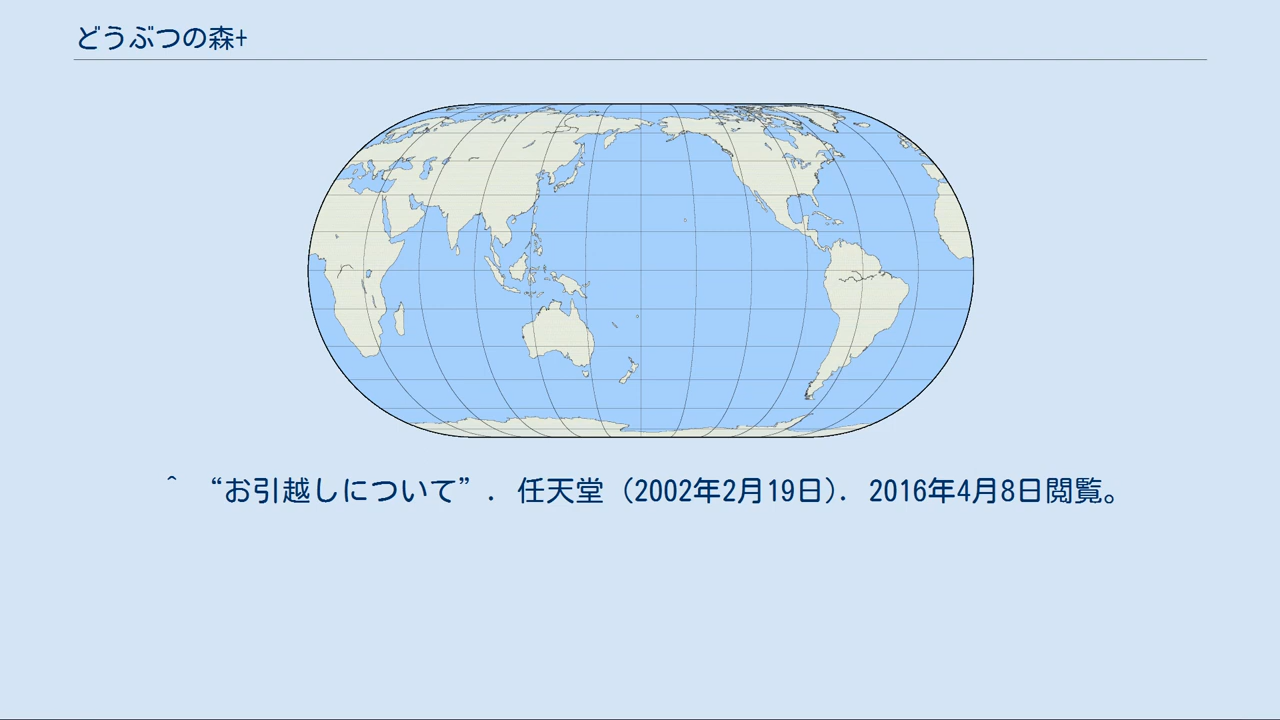 どうぶつの森+
^ “お引越しについて”. 任天堂 (2002年2月19日). 2016年4月8日閲覧。